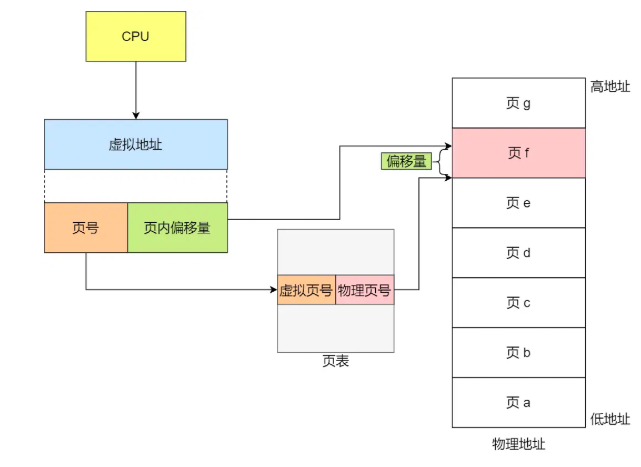 CPU
虚拟地址
页号
页内偏移量
虚拟页号
物理页号
页表
偏移量
高地址
页 g
页 f
页 e
页 d
页 c
页 b
页 a
低地址
物理地址